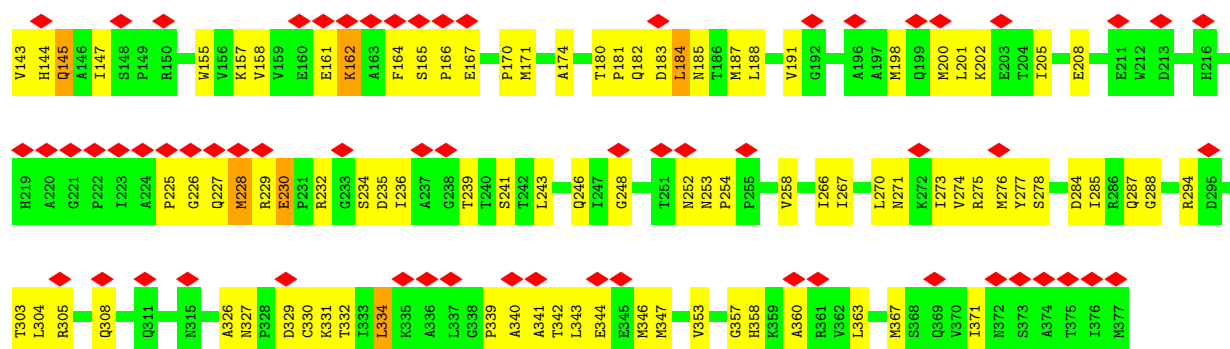 V143 H144 Q145 A146 I147 S148 P149 R150 W155 V156 K157 V158 V159 E160 E161 K162 A163 F164 S165 P166 E167 P170 M171 A174 T180 P181 Q182 D183 L184 N185 T186 M187 L188 V191 G192 A196 A197 M198 Q199 M200 L201 K202 E203 T204 I205 E208 E211 W212 D213 H216
H219 A220 G221 P222 I223 A224 P225 G226 Q227 M228 R229 E230 P231 R232 G233 S234 D235 I236 A237 G238 T239 T240 S241 T242 L243 Q246 I247 G248 T251 N252 N253 P254 P255 V258 I266 I267 L270 N271 K272 I273 V274 R275 M276 Y277 S278 D284 I285 R286 Q287 G288 R294 D295
T303 L304 R305 Q308 Q311 N315 A326 N327 P328 D329 C330 K331 T332 I333 L334 K335 A336 L337 G338 P339 A340 A341 T342 L343 E344 E345 M346 M347 V353 G357 H358 K359 A360 R361 V362 L363 M367 S388 Q369 V370 I371 N372 S373 A374 T375 I376 M377